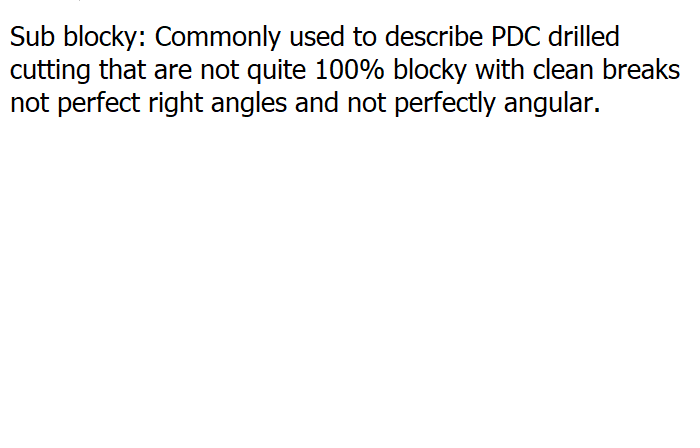 Sub blocky: Commonly used to describe PDC drilled
cutting that are not quite 100% blocky with clean breaks
not perfect right angles and not perfectly angular.